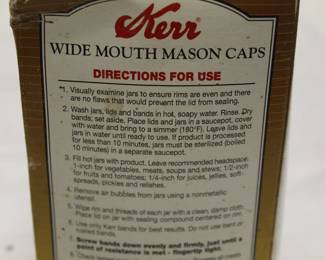 Kerr
WIDE MOUTH MASON CAPS
DIRECTIONS FOR USE
1. Visually examine jars to ensure rims are even and there
are no flaws that would prevent the lid from sealing.
2. Wash jars, lids and bands in hot, soapy water. Rinse. Dry
bands; set aside. Place lids and jars in a saucepot, cover
with water and bring to a simmer (180°F). Leave lids and
jars in water until ready to use. If product is processed
for less than 10 minutes, jars must be sterilized (boiled
10 minutes) in a separate saucepot.
3. Fill hot jars with product. Leave recommended headspace:
1-inch for vegetables, meats, soups and stews; 1/2-inch
for fruits and tomatoes; 1/4-inch for juices, jellies, soft-
spreads, pickles and relishes.
4. Remove air bubbles from jars using a nonmetallic
utensil.
5. Wipe rim and threads of each jar with a clean, damp cloth.
Place lid on jar with sealing compound centered on rim.
6. Use only Kerr bands for best results. Do not use bent or
rusted bands.
7. Screw bands down evenly and firmly, just until a
point of resistance is met - fingertip tight.